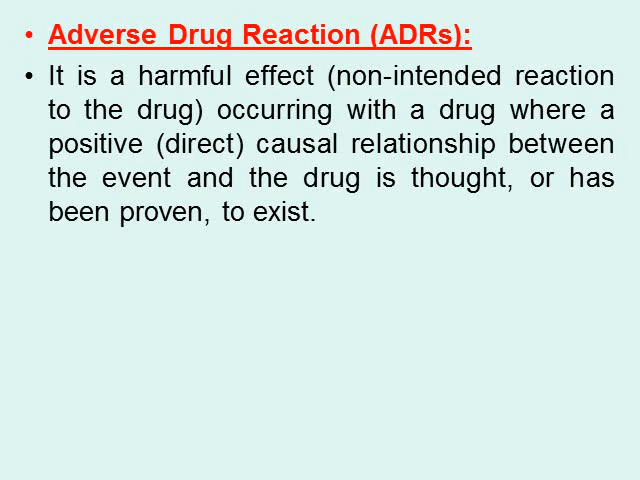 • Adverse Drug Reaction (ADRs):
• It is a harmful effect (non-intended reaction
to the drug) occurring with a drug where a
positive (direct) causal relationship between
the event and the drug is thought, or has
been proven, to exist.